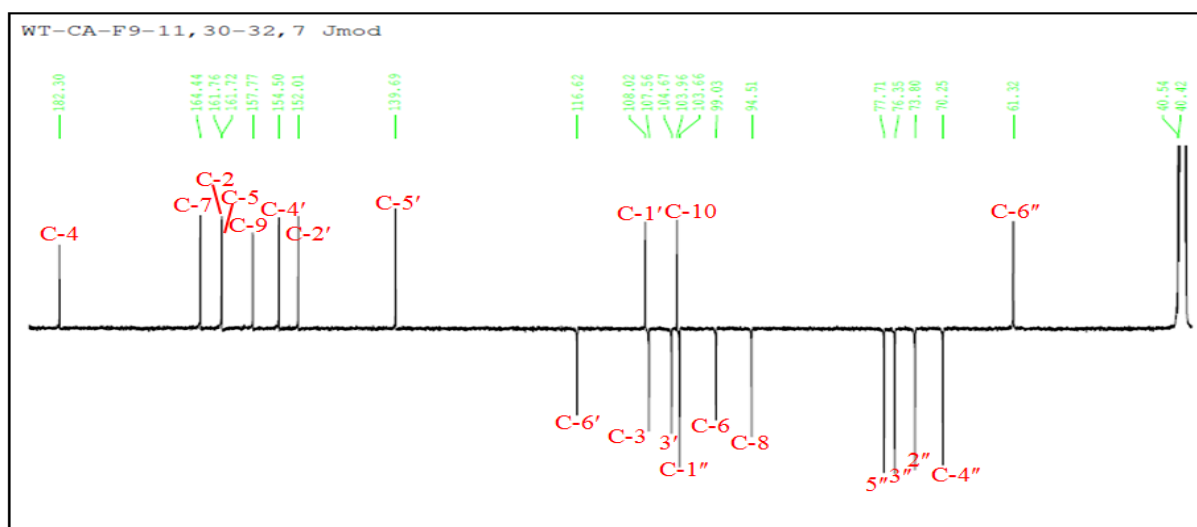 WT-CA-F9-11,30-32,7 Jmod
182.30
164.44
161.76
161.72
157.77
154.50
152.01
139.69
116.62
108.02
107.56
104.67
103.96
103.66
99.03
94.51
77.71
76.35
73.80
70.25
61.32
40.54
40.42
C-4
C-7
C-2
C-5
C-9
C-4′
C-2′
C-5′
C-1′
C-10
C-6″
C-6′
C-3
3′
C-1″
C-6
C-8
5″
3″
2″
C-4″